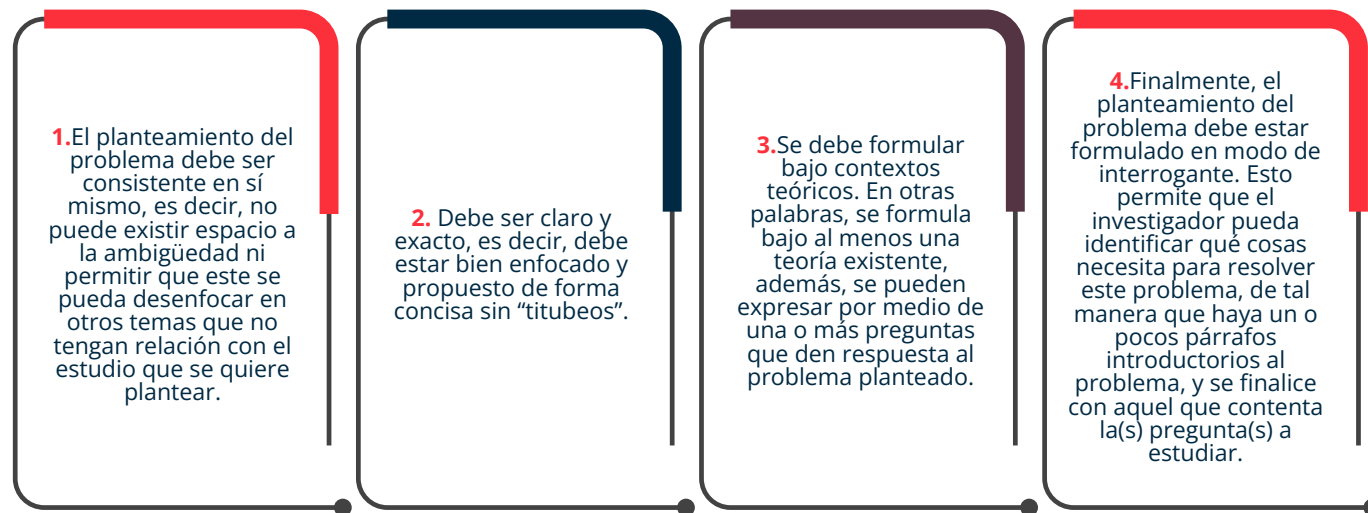 1.El planteamiento del
problema debe ser
consistente en sí
mismo, es decir, no
puede existir espacio a
la ambigüedad ni
permitir que este se
pueda desenfocar en
otros temas que no
tengan relación con el
estudio que se quiere
plantear.
2. Debe ser claro y
exacto, es decir, debe
estar bien enfocado y
propuesto de forma
concisa sin “titubeos”.
3.Se debe formular
bajo contextos
teóricos. En otras
palabras, se formula
bajo al menos una
teoría existente,
además, se pueden
expresar por medio de
una o más preguntas
que den respuesta al
problema planteado.
4.Finalmente, el
planteamiento del
problema debe estar
formulado en modo de
interrogante. Esto
permite que el
investigador pueda
identificar qué cosas
necesita para resolver
este problema, de tal
manera que haya un o
pocos párrafos
introductorios al
problema, y se finalice
con aquel que contenta
la(s) pregunta(s) a
estudiar.